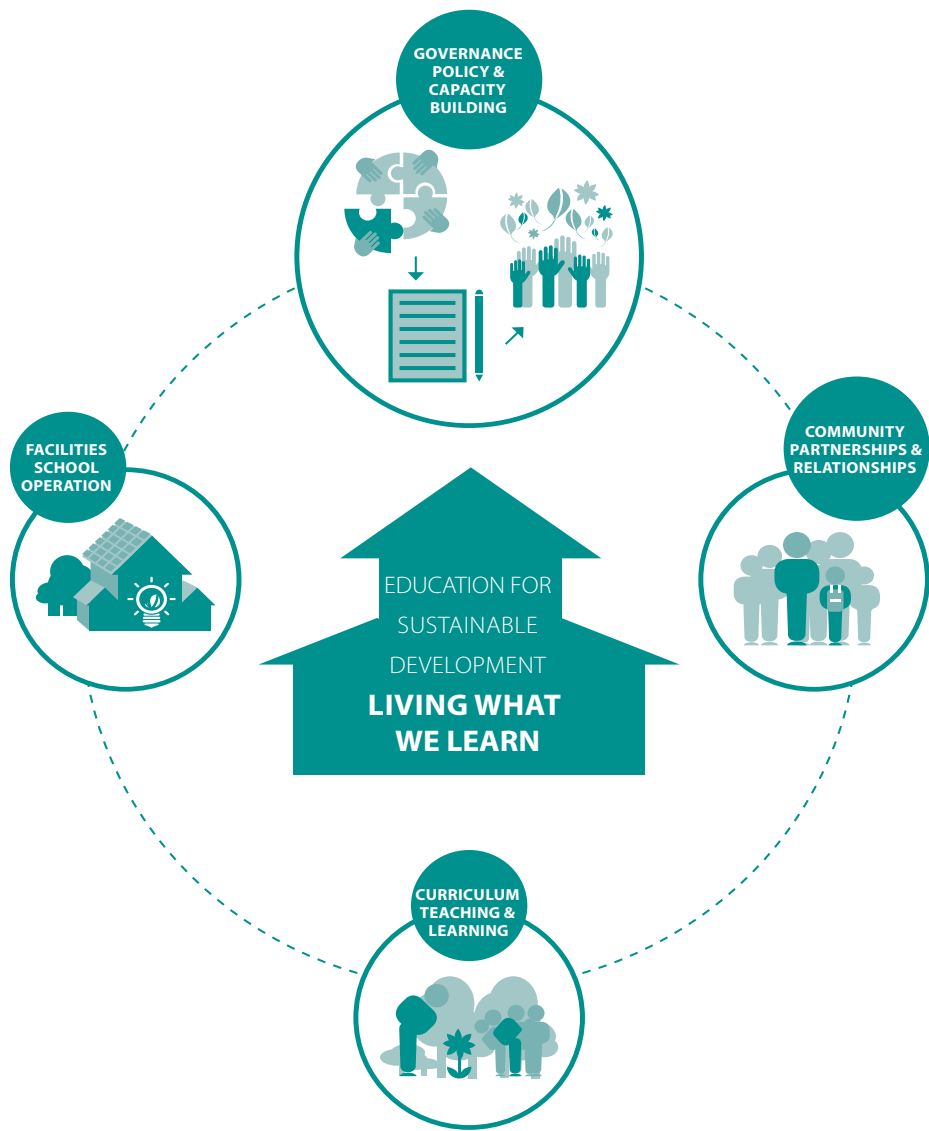 GOVERNANCE
POLICY &
CAPACITY
BUILDING
FACILITIES
SCHOOL
OPERATION
COMMUNITY
PARTNERSHIPS &
RELATIONSHIPS
EDUCATION FOR
SUSTAINABLE
DEVELOPMENT
LIVING WHAT
WE LEARN
CURRICULUM
TEACHING &
LEARNING